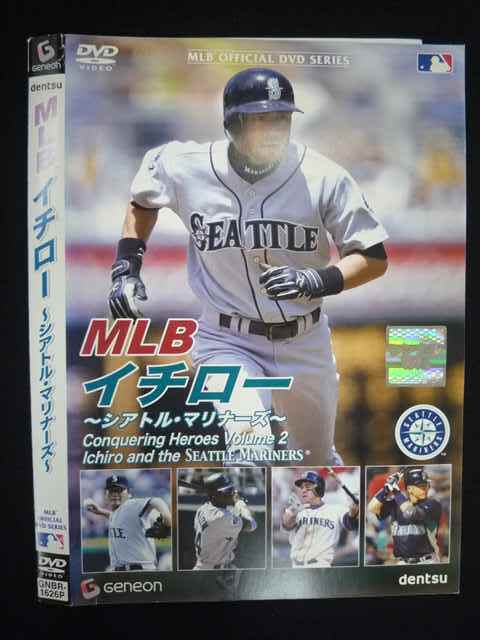 Geneon
dentsu
MLB イチロー ～シアトル・マリナーズ～
MLB
OFFICIAL
DVD SERIES
DVD
VIDEO
GNBR-
1626P
DVD
VIDEO
MLB OFFICIAL DVD SERIES
S
MARINERS
SEATTLE
MLB
イチロー
～シアトル・マリナーズ～
Conquering Heroes Volume 2
Ichiro and the SEATTLE MARINERS®
SEATTLE
MARINERS
TM
MARINERS
Geneon
dentsu